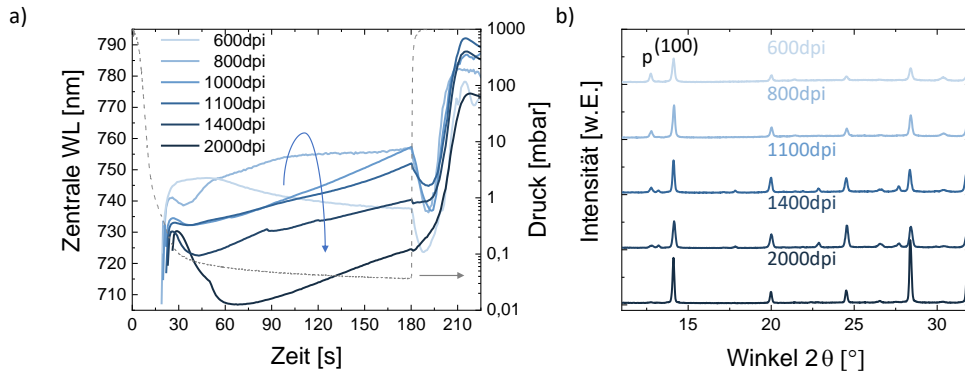 a)
Zentrale WL [nm]
790
780
770
760
750
740
730
720
710
600dpi
800dpi
1000dpi
1100dpi
1400dpi
2000dpi
1000
100
10
1
0,1
0,01
Druck [mbar]
0 30 60 90 120 150 180 210
Zeit [s]
b)
Intensität [w.E.]
p(100)
600dpi
800dpi
1100dpi
1400dpi
2000dpi
15 20 25 30
Winkel 2θ [°]